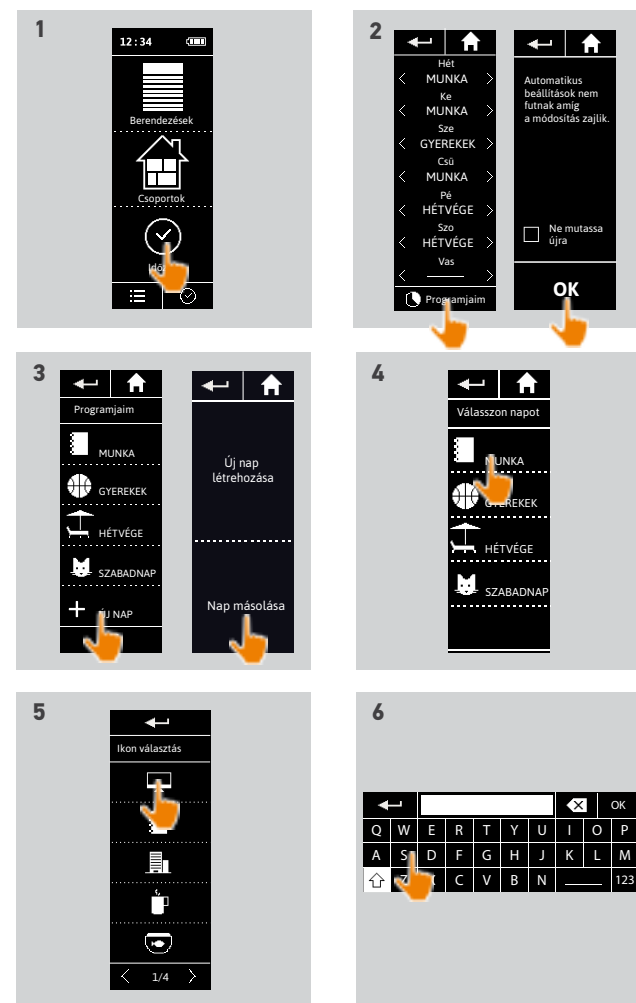 1
12:34
Berendezések
Csoportok
2
Hét
MUNKA
Ke
MUNKA
Sze
GYEREKEK
Csü
MUNKA
Pé
HÉTVÉGE
Szo
HÉTVÉGE
Vas
Programjaim
Automatikus
beállítások nem
futnak amíg
a módosítás zajlik.
Ne mutassa
újra
OK
3
Programjaim
MUNKA
GYEREKEK
HÉTVÉGE
SZABADNAP
ÚJ NAP
Új nap
létrehozása
Nap másolása
4
Válasszon napot
MUNKA
GYEREKEK
HÉTVÉGE
SZABADNAP
5
Ikon választás
1/4
6
OK
Q W E R T Y U I O P
A S D F G H J K L M
Z C V B N 123